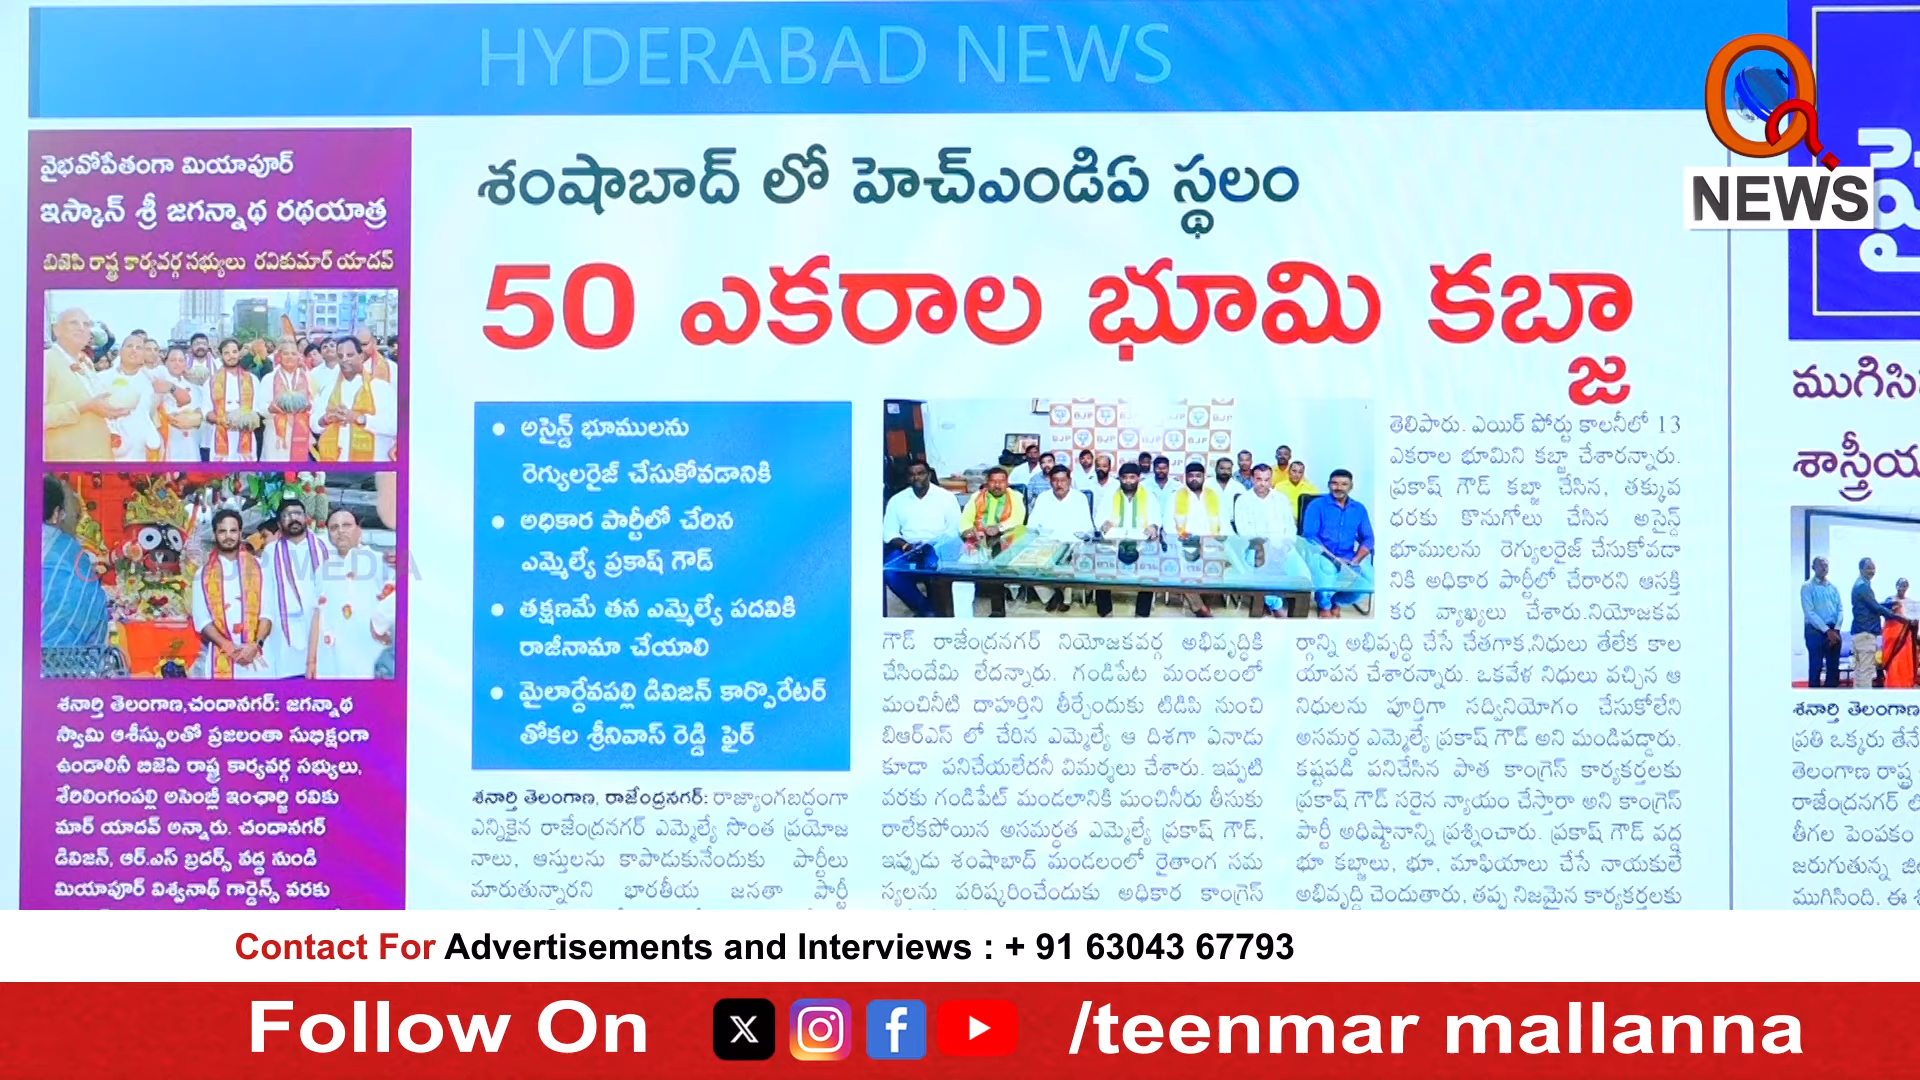 HYDERABAD NEWS
NEWS
వైభవోపేతంగా మియాపూర్
ఇస్కాన్ శ్రీ జగన్నాథ రథయాత్ర
బిజెపి రాష్ట్ర కార్యవర్గ సభ్యులు రవికుమార్ యాదవ్
శనార్తి తెలంగాణ,చందానగర్: జగన్నాథ
స్వామి ఆశీస్సులతో ప్రజలంతా సుభిక్షంగా
ఉండాలినీ బిజెపి రాష్ట్ర కార్యవర్గ సభ్యులు,
శేరిలింగంపల్లి అసెంబ్లీ ఇంఛార్జి రవికు
మార్ యాదవ్ అన్నారు. చందానగర్
డివిజన్, ఆర్.ఎస్ బ్రదర్స్ వద్ద నుండి
మియాపూర్ విశ్వనాథ్ గార్డెన్స్ వరకు
శంషాబాద్ లో హెచ్ఎండిఏ స్థలం
50 ఎకరాల భూమి కబ్జా
• అసైన్డ్ భూములను
రెగ్యులరైజ్ చేసుకోవడానికి
• అధికార పార్టీలో చేరిన
ఎమ్మెల్యే ప్రకాష్ గౌడ్
• తక్షణమే తన ఎమ్మెల్యే పదవికి
రాజీనామా చేయాలి
• మైలార్దేవపల్లి డివిజన్ కార్పొరేటర్
తోకల శ్రీనివాస్ రెడ్డి ఫైర్
శనార్తి తెలంగాణ, రాజేంద్రనగర్: రాజ్యాంగబద్ధంగా
ఎన్నికైన రాజేంద్రనగర్ ఎమ్మెల్యే సొంత ప్రయోజ
నాలు, ఆస్తులను కాపాడుకునేందుకు పార్టీలు
మారుతున్నారని భారతీయ జనతా పార్టీ
గౌడ్ రాజేంద్రనగర్ నియోజకవర్గ అభివృద్ధికి
చేసిందేమి లేదన్నారు. గండిపేట మండలంలో
మంచినీటి దాహర్తిని తీర్చేందుకు టిడిపి నుంచి
బిఆర్ఎస్ లో చేరిన ఎమ్మెల్యే ఆ దిశగా ఏనాడు
కూడా పనిచేయలేదనీ విమర్శలు చేశారు. ఇప్పటి
వరకు గండిపేట్ మండలానికి మంచినీరు తీసుకు
రాలేకపోయిన అసమర్థత ఎమ్మెల్యే ప్రకాష్ గౌడ్,
ఇప్పుడు శంషాబాద్ మండలంలో రైతాంగ సమ
స్యలను పరిష్కరించేందుకు అధికార కాంగ్రెస్
తెలిపారు. ఎయిర్ పోర్టు కాలనీలో 13
ఎకరాల భూమిని కబ్జా చేశారన్నారు.
ప్రకాష్ గౌడ్ కబ్జా చేసిన, తక్కువ
ధరకు కొనుగోలు చేసిన అసైన్డ్
భూములను రెగ్యులరైజ్ చేసుకోవడా
నికి అధికార పార్టీలో చేరారని ఆసక్తి
కర వ్యాఖ్యలు చేశారు.నియోజకవ
ర్గాన్ని అభివృద్ధి చేసే చేతగాక,నిధులు తేలేక కాల
యాపన చేశారన్నారు. ఒకవేళ నిధులు వచ్చిన ఆ
నిధులను పూర్తిగా సద్వినియోగం చేసుకోలేని
అసమర్థ ఎమ్మెల్యే ప్రకాష్ గౌడ్ అని మండిపడ్డారు.
కష్టపడి పనిచేసిన పాత కాంగ్రెస్ కార్యకర్తలకు
ప్రకాష్ గౌడ్ సరైన న్యాయం చేస్తారా అని కాంగ్రెస్
పార్టీ అధిష్టానాన్ని ప్రశ్నించారు. ప్రకాష్ గౌడ్ వద్ద
భూ కబ్జాలు, భూ. మాఫియాలు చేసే నాయకులే
అభివృద్ధి చెందుతారు, తప్ప నిజమైన కార్యకర్తలకు
ముగిసి
శాస్త్రీయ
శనార్తి తెలంగాణ
ప్రతి ఒక్కరు తేనే
తెలంగాణ రాష్ట్ర
రాజేంద్రనగర్ లో
తీగల పెంపకం
జరుగుతున్న
ముగిసింది. ఈ
Contact For Advertisements and Interviews : + 91 63043 67793
Follow On /teenmar mallanna